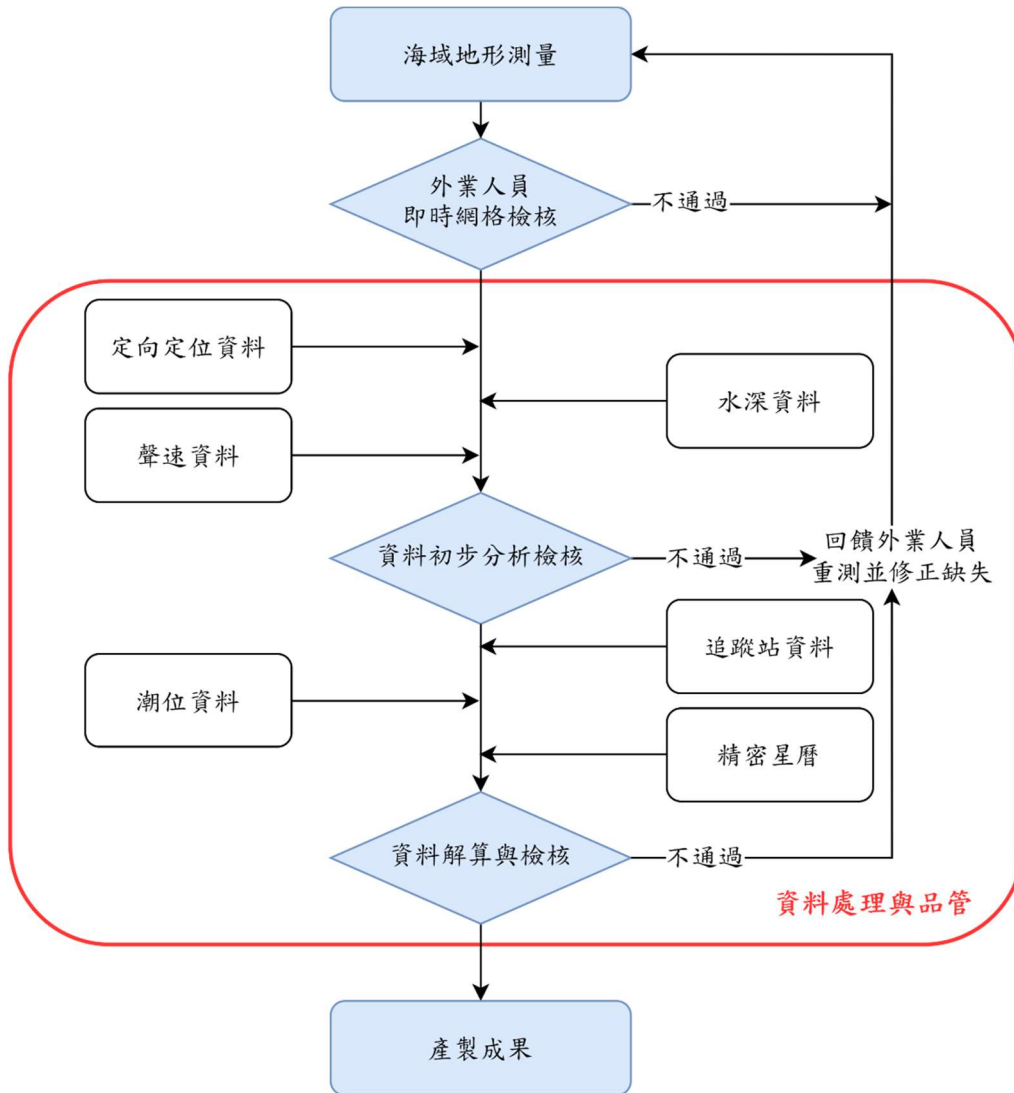 海域地形測量
外業人員
即時網格檢核
不通過
定向定位資料
水深資料
聲速資料
資料初步分析檢核
不通過
回饋外業人員
重測並修正缺失
追蹤站資料
潮位資料
精密星曆
資料解算與檢核
不通過
資料處理與品管
產製成果